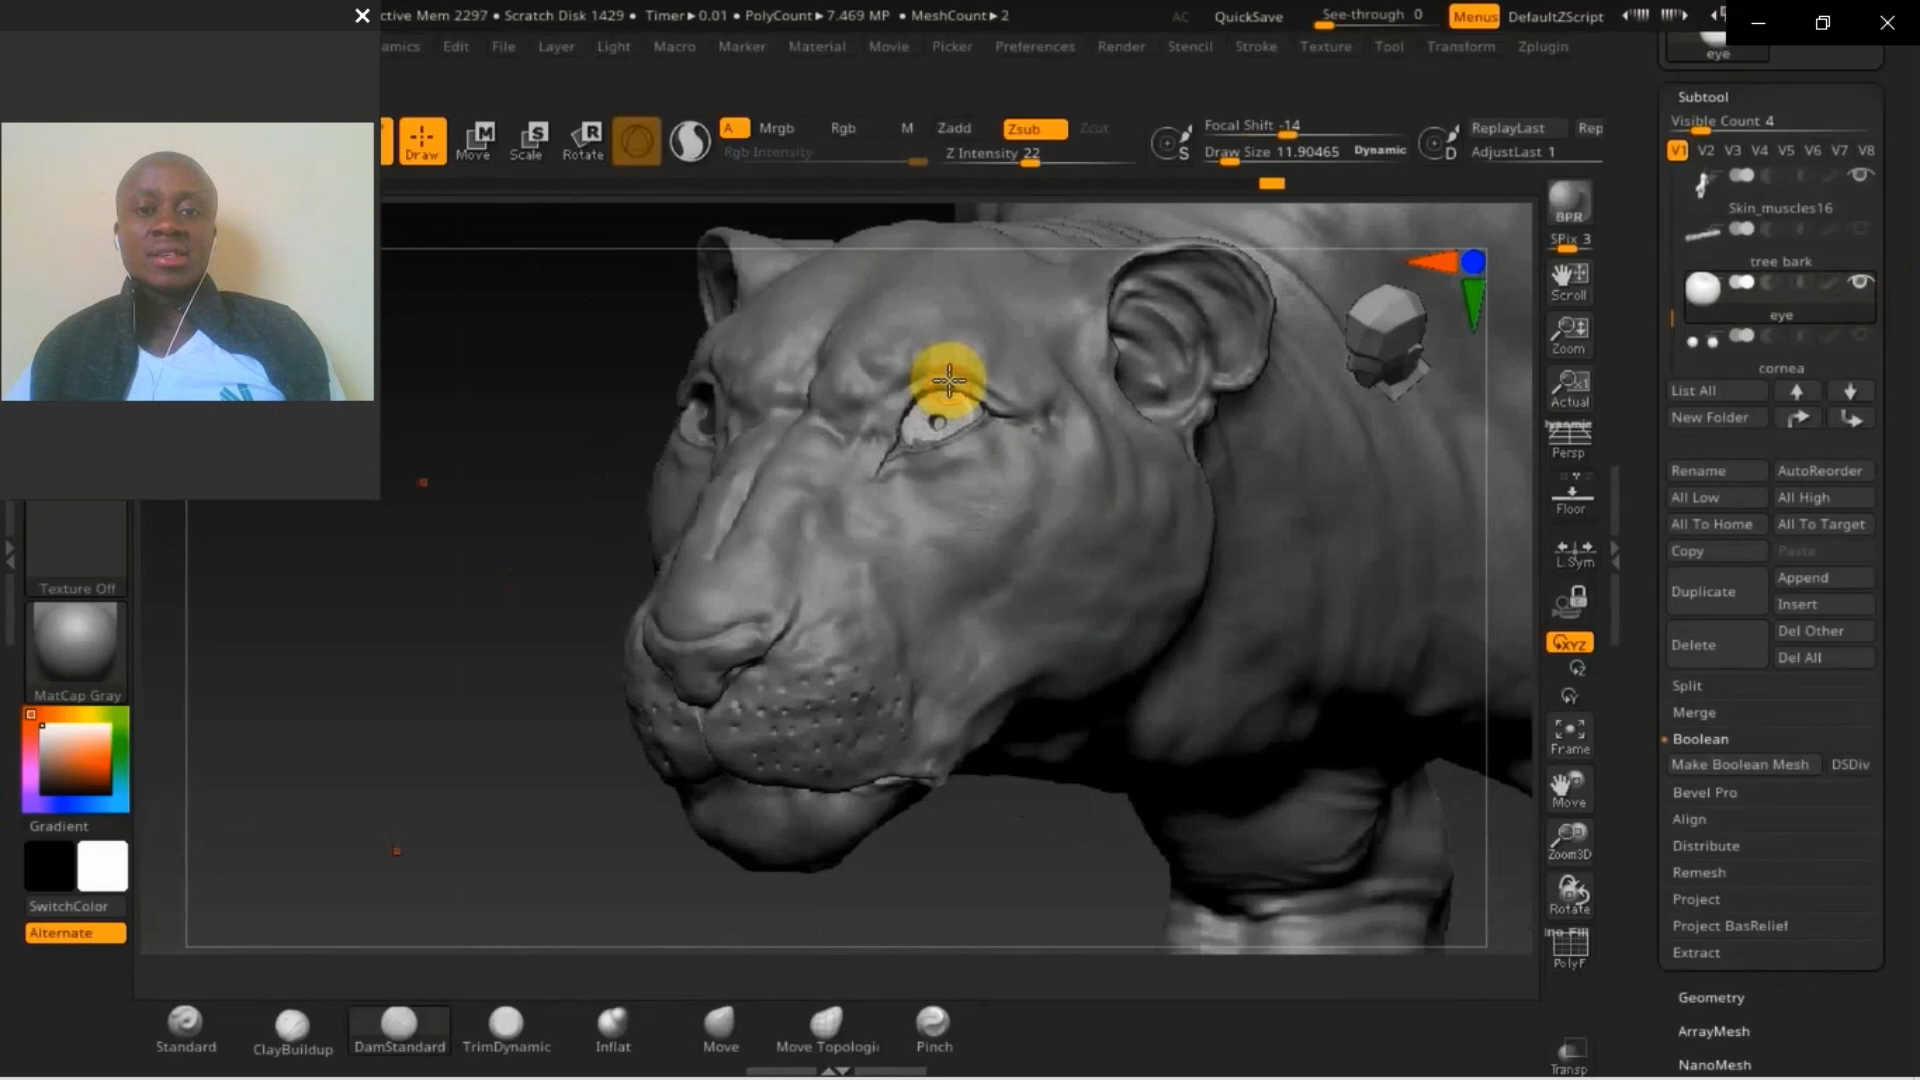 ctive Mem 2297 • Scratch Disk 1429 • Timer▶0.01 • PolyCount▶7.469 MP • MeshCount▶2
AC QuickSave See-through 0 Menus DefaultZScript
amics Edit File Layer Light Macro Marker Material Movie Picker Preferences Render Stencil Stroke Texture Tool Transform Zplugin
eye
Subtool
Visible Count 4
V1 V2 V3 V4 V5 V6 V7 V8
Skin_muscles16
tree bark
eye
cornea
List All
New Folder
Rename AutoReorder
All Low All High
All To Home All To Target
Copy Paste
Duplicate Append
Insert
Delete Del Other
Del All
Split
Merge
Boolean
Make Boolean Mesh DSDiv
Bevel Pro
Align
Distribute
Remesh
Project
Project BasRelief
Extract
Geometry
ArrayMesh
NanoMesh
Draw Move Scale Rotate
M S R
A Mrgb Rgb M Zadd Zsub Zcut
Rgb Intensity Z Intensity 22
S Focal Shift -14
Draw Size 11.90465 Dynamic
D ReplayLast Rep
AdjustLast 1
BPR
SPix 3
Scroll
Zoom
Actual
Dynamic
Persp
Floor
L.Sym
XYZ
Frame
Move
Zoom3D
Rotate
Line Fill
PolyF
Transp
Texture Off
MatCap Gray
Gradient
SwitchColor
Alternate
Standard ClayBuildup DamStandard TrimDynamic Inflat Move Move Topologi Pinch